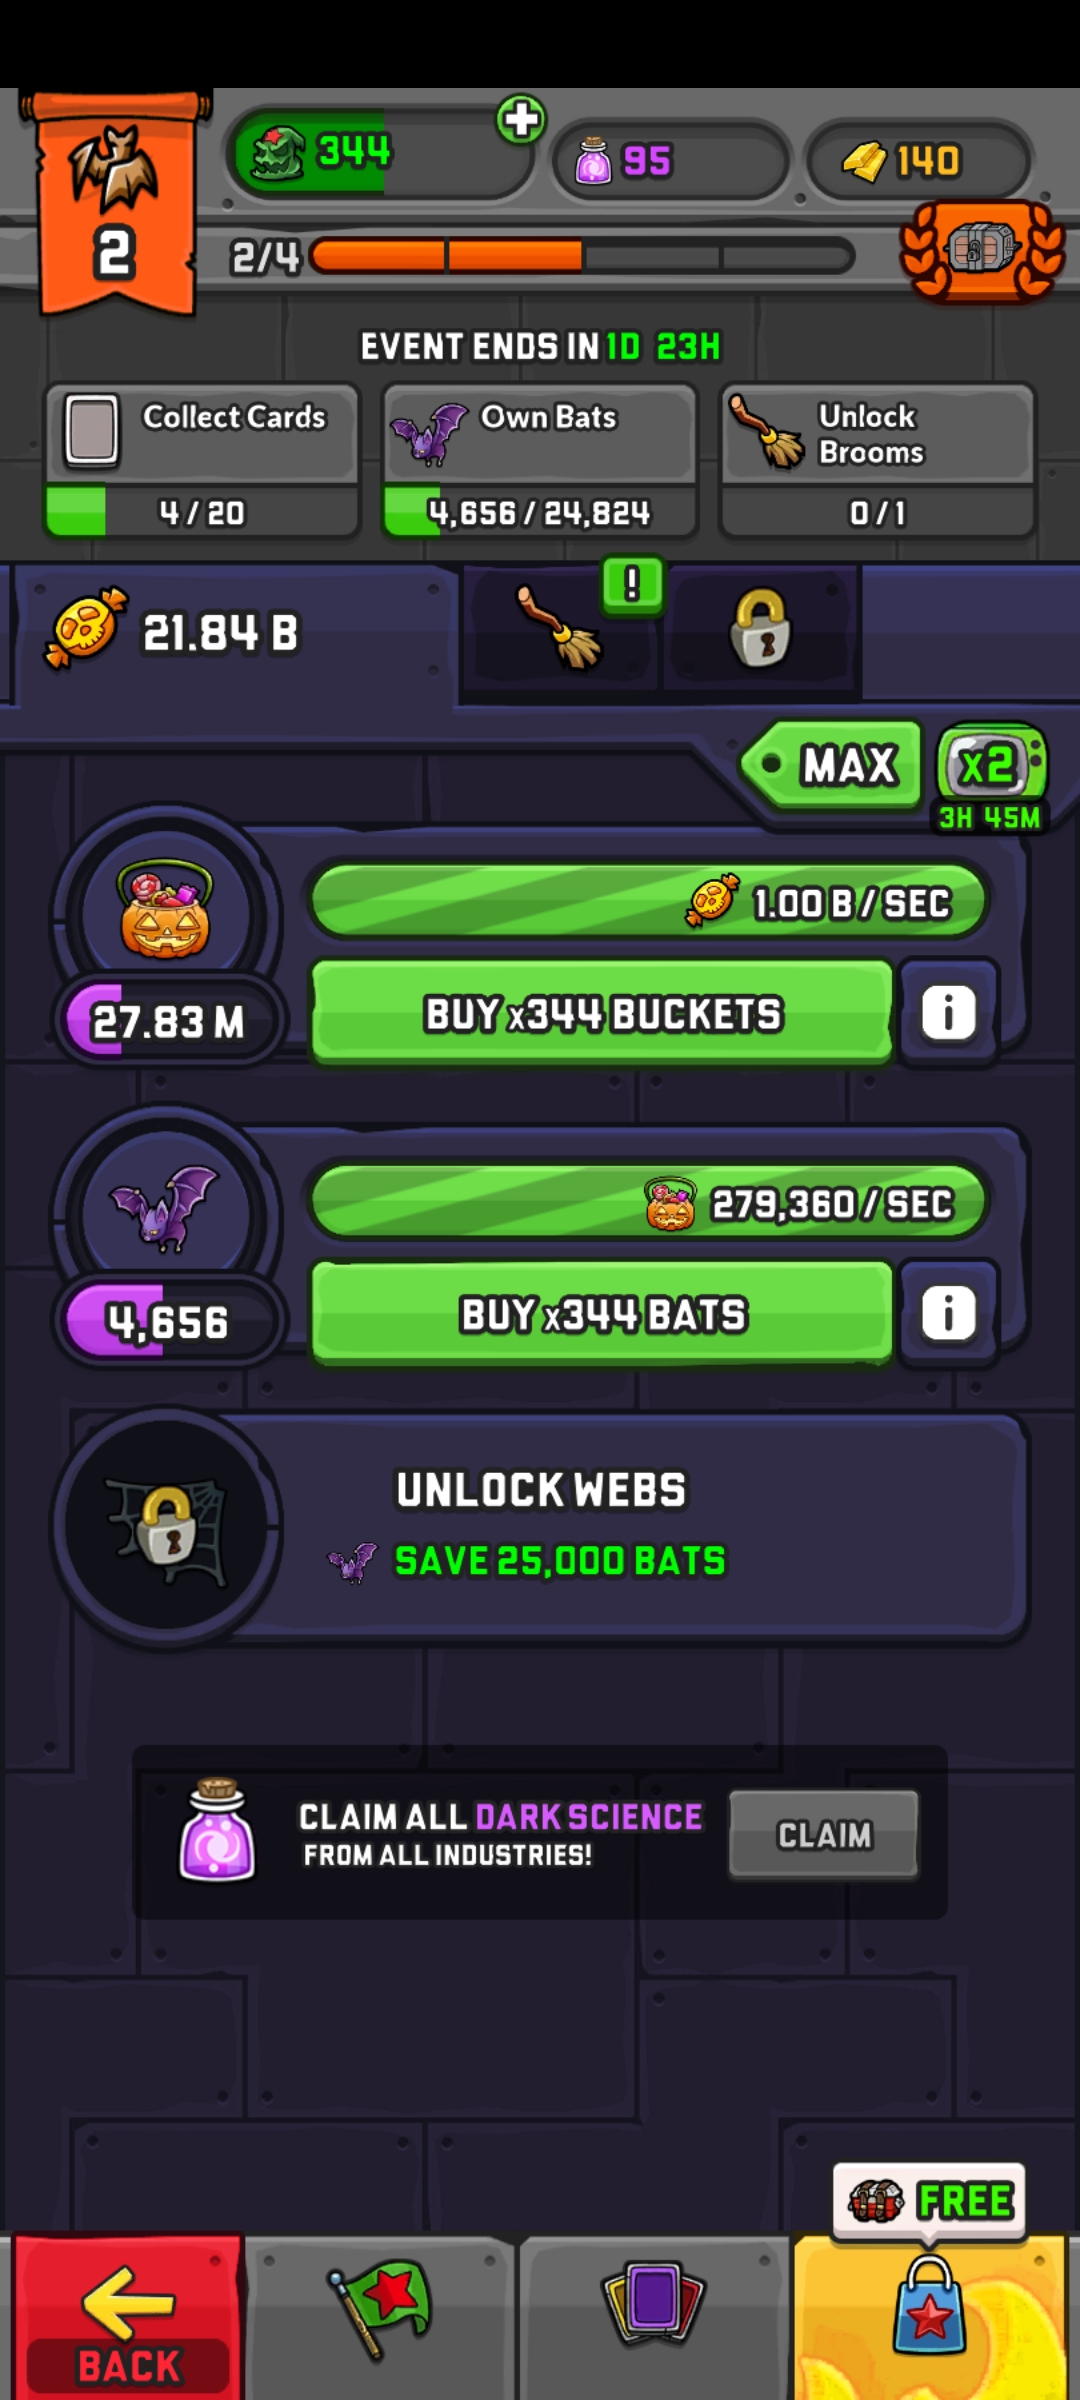 344
95
140
2
2/4
EVENT ENDS IN 1D 23H
Collect Cards
4 / 20
Own Bats
4,656 / 24,824
Unlock
Brooms
0 / 1
21.84 B
!
MAX
x2
3H 45M
1.00 B / SEC
27.83 M
BUY x344 BUCKETS
i
279,360 / SEC
4,656
BUY x344 BATS
i
UNLOCK WEBS
SAVE 25,000 BATS
CLAIM ALL DARK SCIENCE
FROM ALL INDUSTRIES!
CLAIM
FREE
BACK